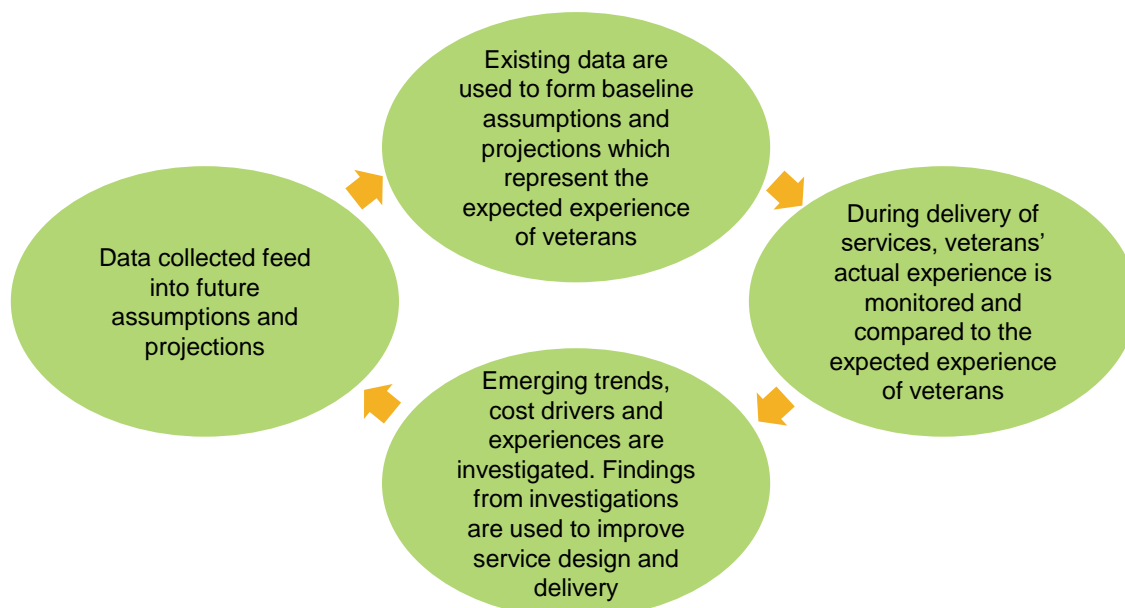 Existing data are
used to form baseline
assumptions and
projections which
represent the
expected experience
of veterans
During delivery of
services, veterans’
actual experience is
monitored and
compared to the
expected experience
of veterans
Emerging trends,
cost drivers and
experiences are
investigated. Findings
from investigations
are used to improve
service design and
delivery
Data collected feed
into future
assumptions and
projections